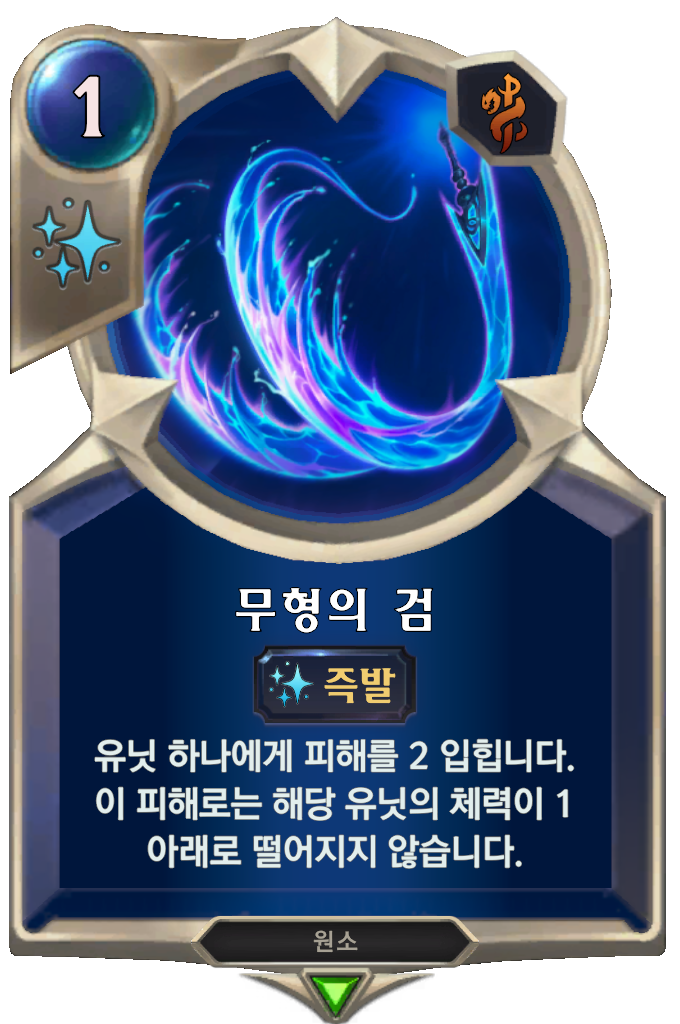 1
무형의 검
즉발
유닛 하나에게 피해를 2 입힙니다.
이 피해로는 해당 유닛의 체력이 1
아래로 떨어지지 않습니다.
원소